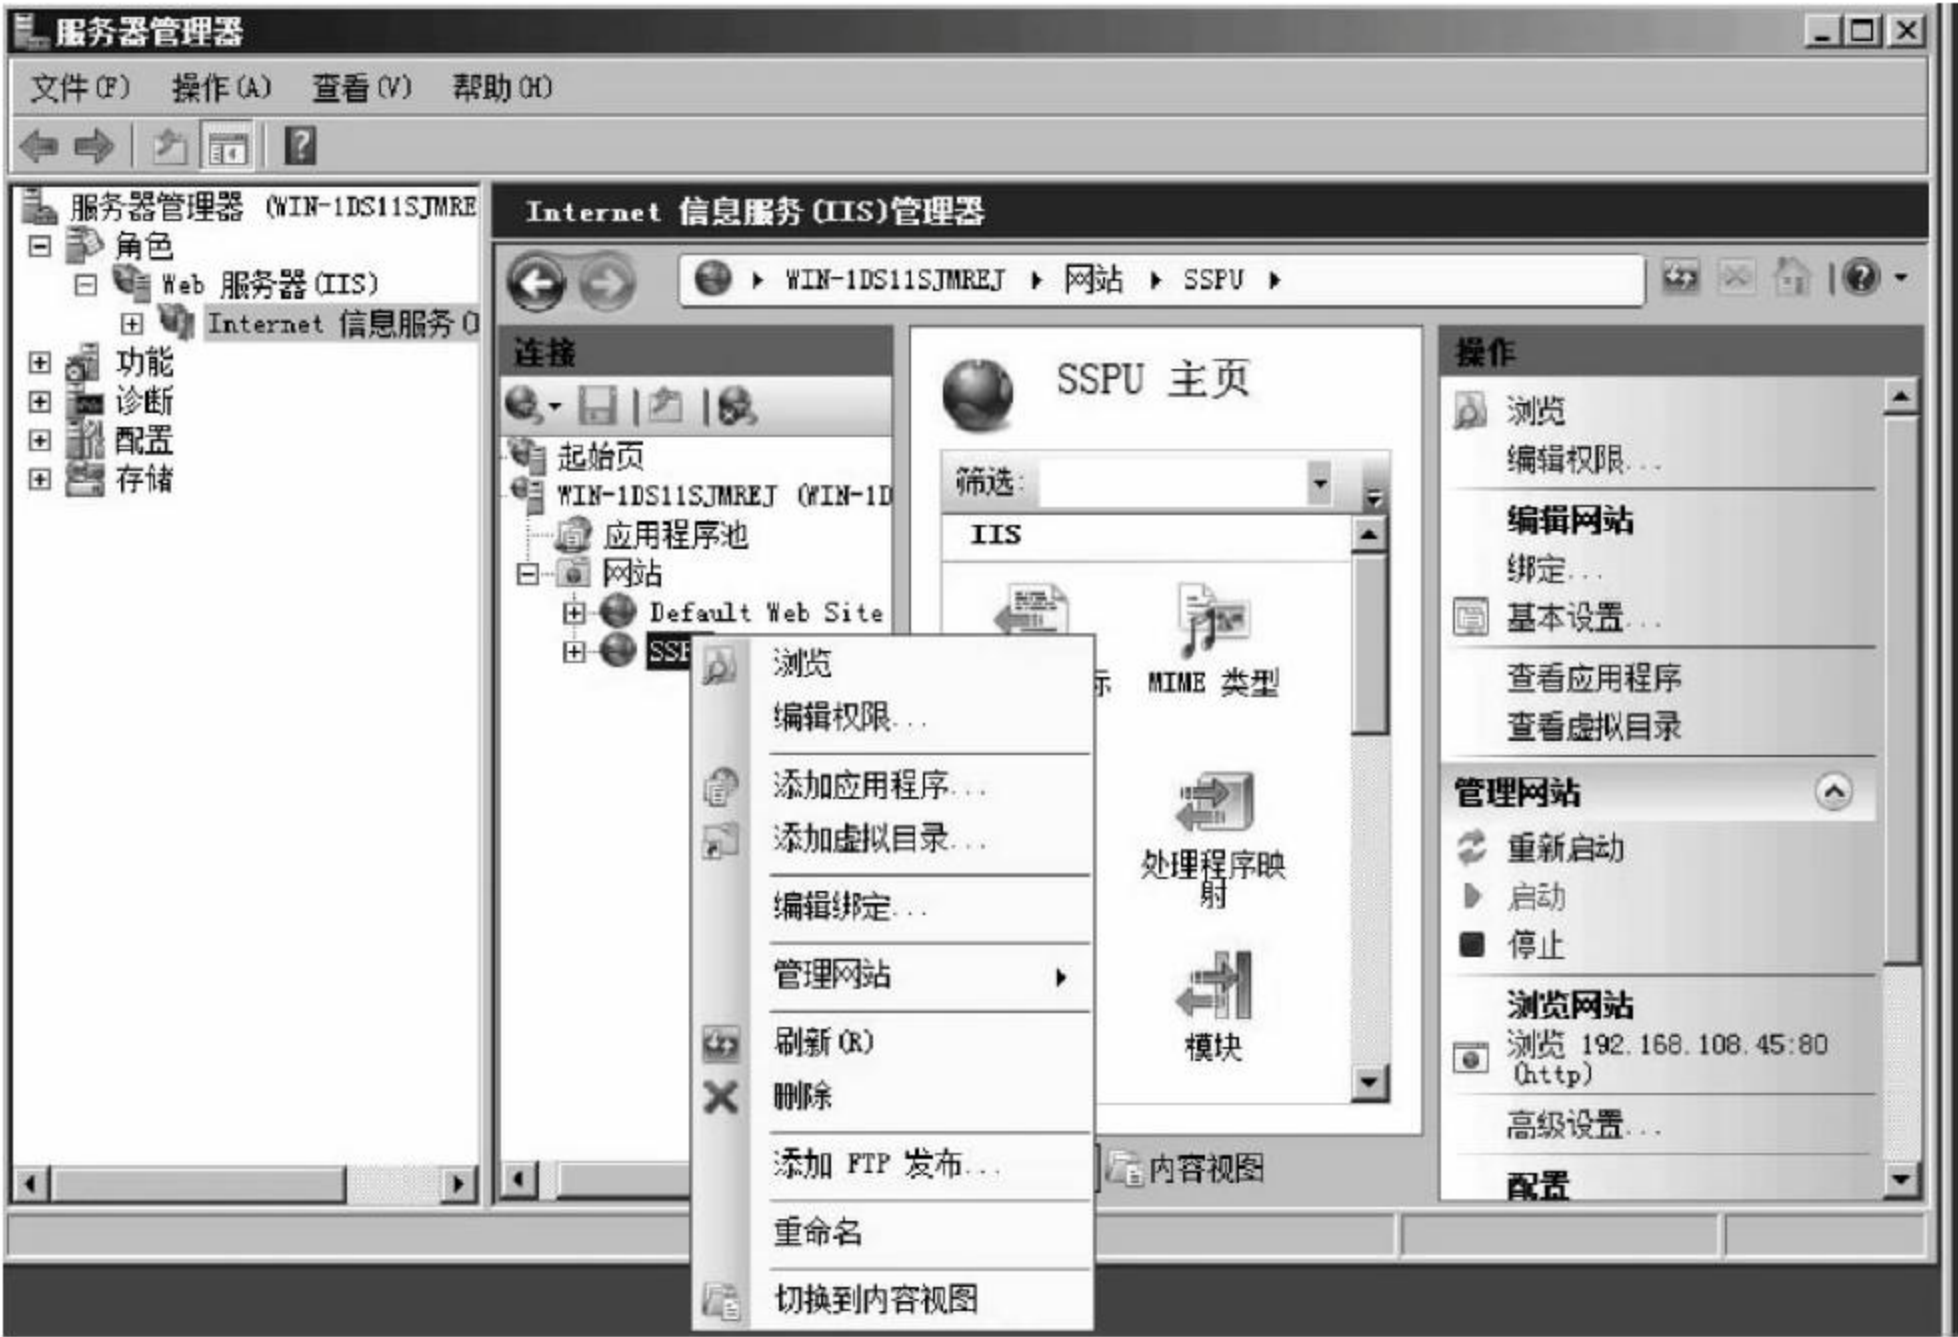 服务器管理器
文件(F) 操作(A) 查看(V) 帮助(H)
服务器管理器 (WIN-1DS11SJMRE
角色
Web 服务器(IIS)
Internet 信息服务(I
功能
诊断
配置
存储
Internet 信息服务(IIS)管理器
WIN-1DS11SJMREJ 网站 SSPU
连接
起始页
WIN-1DS11SJMREJ (WIN-1D
应用程序池
网站
Default Web Site
SSP
浏览
编辑权限...
添加应用程序...
添加虚拟目录...
编辑绑定...
管理网站
刷新(R)
删除
添加 FTP 发布...
重命名
切换到内容视图
SSPU 主页
筛选:
IIS
标
MIME 类型
处理程序映
射
模块
内容视图
操作
浏览
编辑权限...
编辑网站
绑定...
基本设置...
查看应用程序
查看虚拟目录
管理网站
重新启动
启动
停止
浏览网站
浏览 192.168.108.45:80
(http)
高级设置...
配置